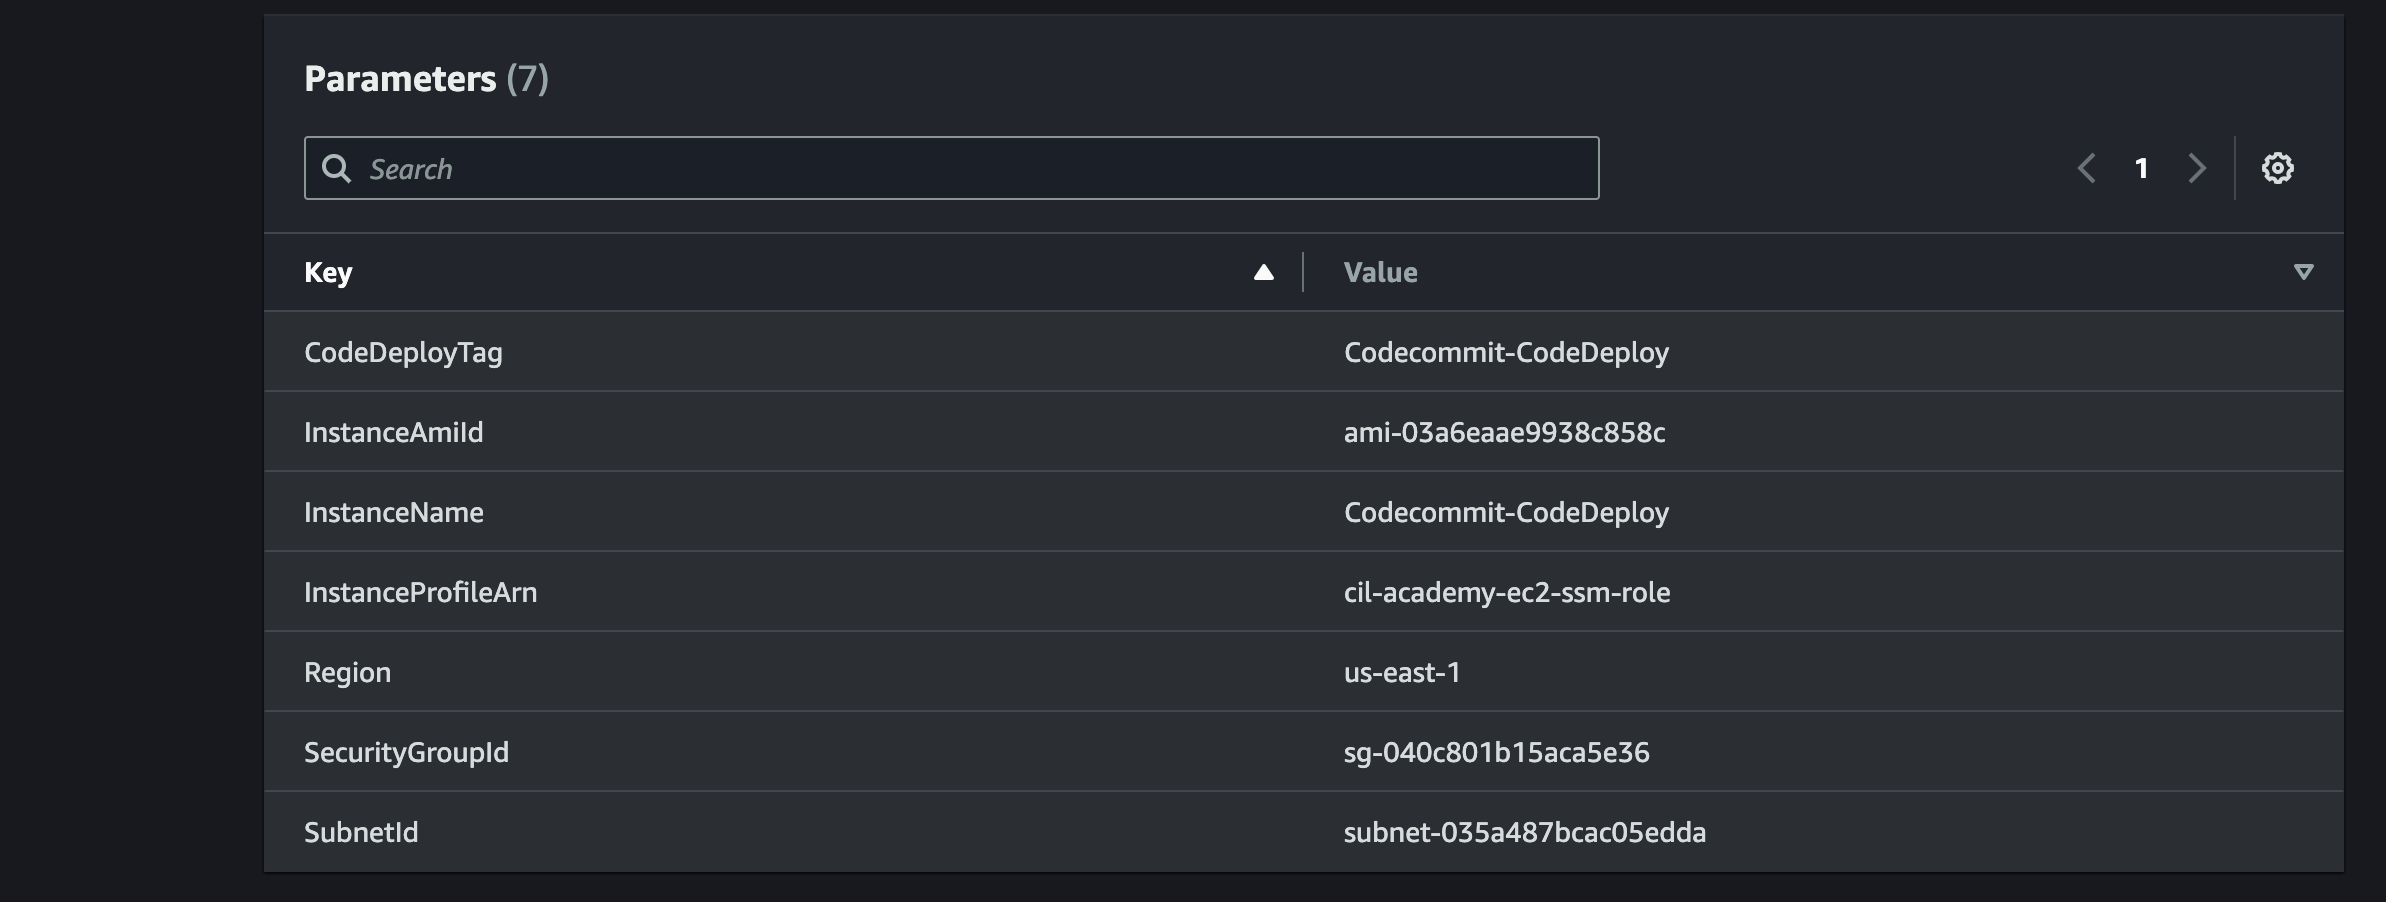 Parameters (7)
Search
1
Key Value
CodeDeployTag Codecommit-CodeDeploy
InstanceAmiId ami-03a6eaae9938c858c
InstanceName Codecommit-CodeDeploy
InstanceProfileArn cil-academy-ec2-ssm-role
Region us-east-1
SecurityGroupId sg-040c801b15aca5e36
SubnetId subnet-035a487bcac05edda